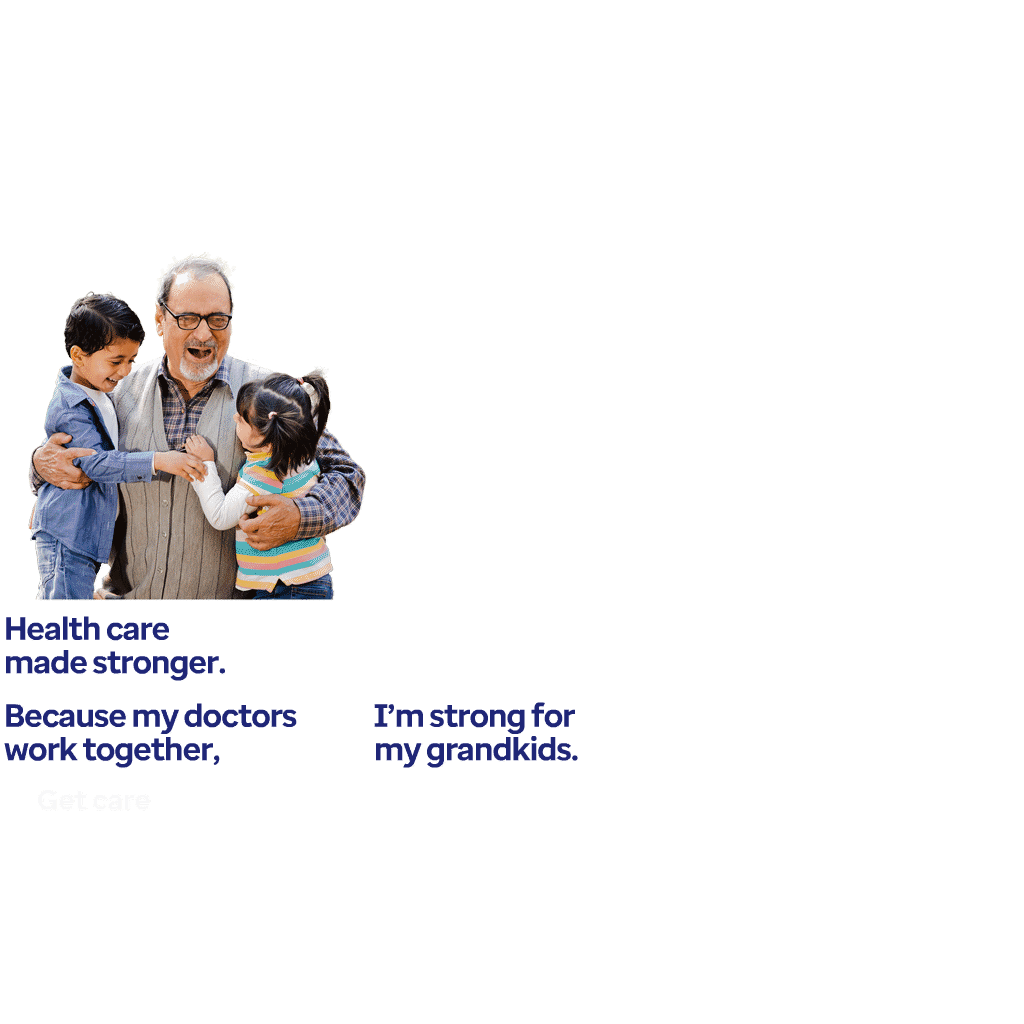 Health care
made stronger.
Because my doctors
work together,
I’m strong for
my grandkids.
Get care